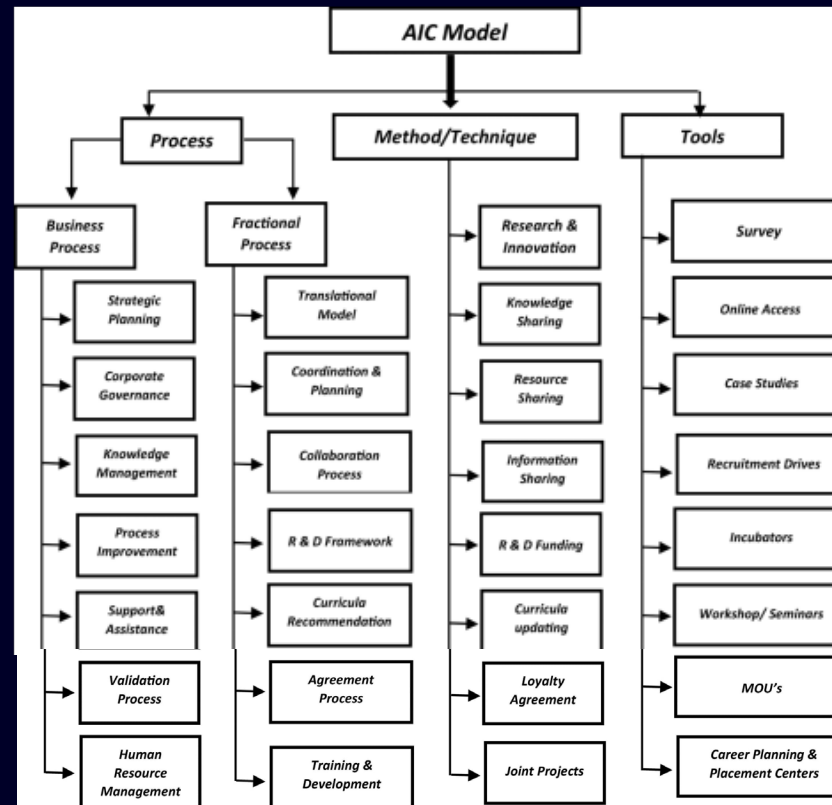 AIC Model
Process
Method/Technique
Tools
Business
Process
Fractional
Process
Strategic
Planning
Corporate
Governance
Knowledge
Management
Process
Improvement
Support&
Assistance
Validation
Process
Human
Resource
Management
Translational
Model
Coordination &
Planning
Collaboration
Process
R & D Framework
Curricula
Recommendation
Agreement
Process
Training &
Development
Research &
Innovation
Knowledge
Sharing
Resource
Sharing
Information
Sharing
R & D Funding
Curricula
updating
Loyalty
Agreement
Joint Projects
Survey
Online Access
Case Studies
Recruitment Drives
Incubators
Workshop/ Seminars
MOU's
Career Planning &
Placement Centers